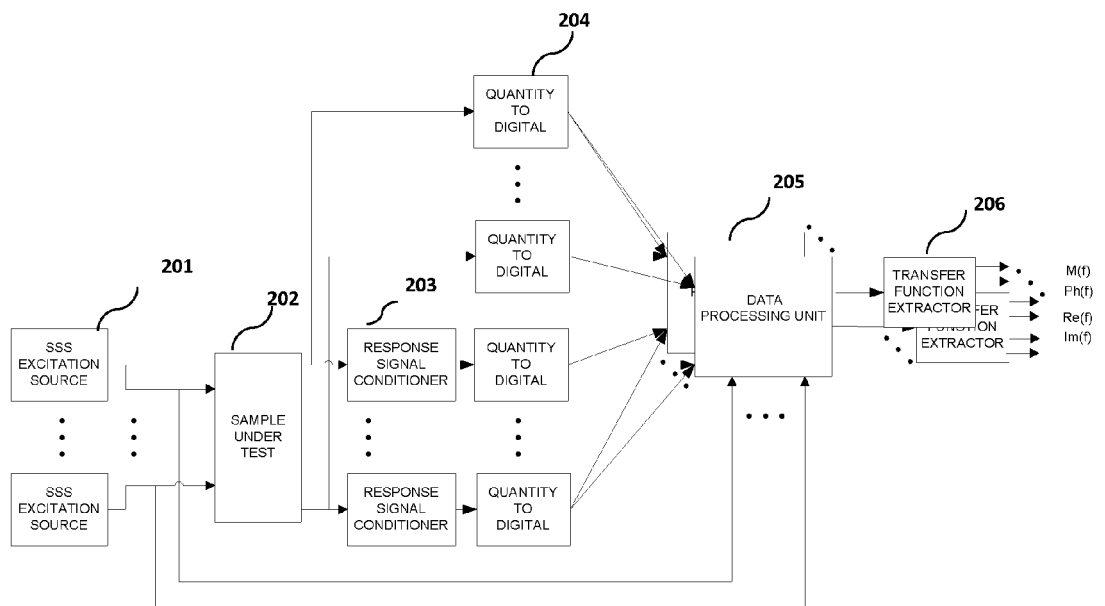 204
QUANTITY
TO
DIGITAL
205
206
QUANTITY
TO
DIGITAL
201
202
203
TRANSFER
FUNCTION
EXTRACTOR
M(f)
Ph(f)
Re(f)
Im(f)
FUNCTION
EXTRACTOR
DATA
PROCESSING UNIT
SSS
EXCITATION
SOURCE
RESPONSE
SIGNAL
CONDITIONER
QUANTITY
TO
DIGITAL
SAMPLE
UNDER
TEST
SSS
EXCITATION
SOURCE
RESPONSE
SIGNAL
CONDITIONER
QUANTITY
TO
DIGITAL